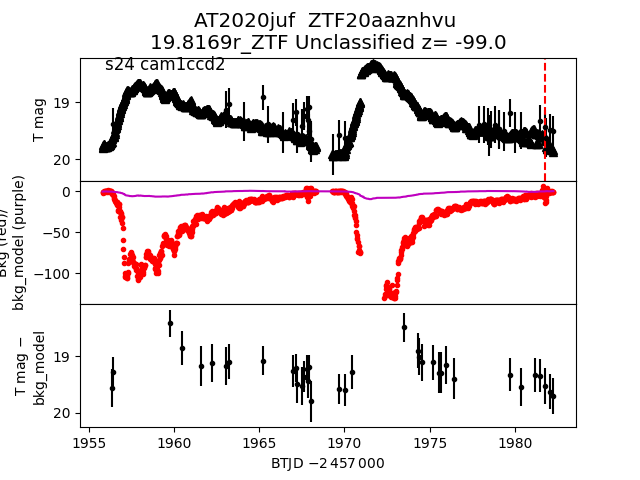 AT2020juf  ZTF20aaznhvu
19.8169r_ZTF Unclassified z= -99.0
s24 cam1ccd2
T mag
19
20
Bkg (red)/
bkg_model (purple)
0
−50
−100
T mag −
bkg_model
19
20
1955 1960 1965 1970 1975 1980
BTJD −2 457 000